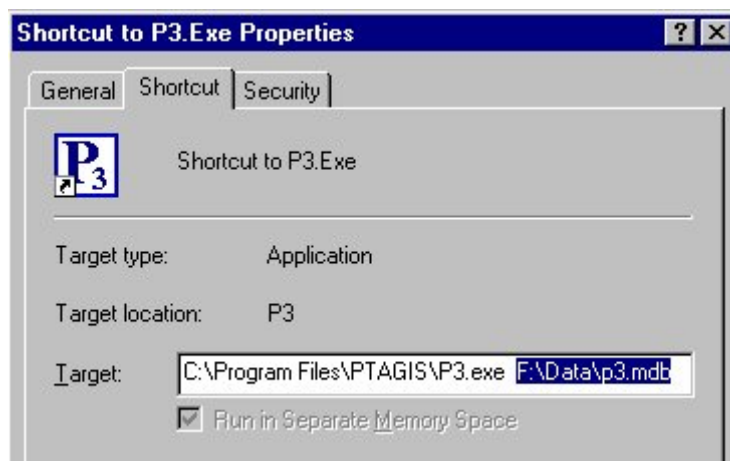 Shortcut to P3.Exe Properties
General Shortcut Security
P3
Shortcut to P3.Exe
Target type: Application
Target location: P3
Target: C:\Program Files\PTAGIS\P3.exe F:\Data\p3.mdb
Run in Separate Memory Space